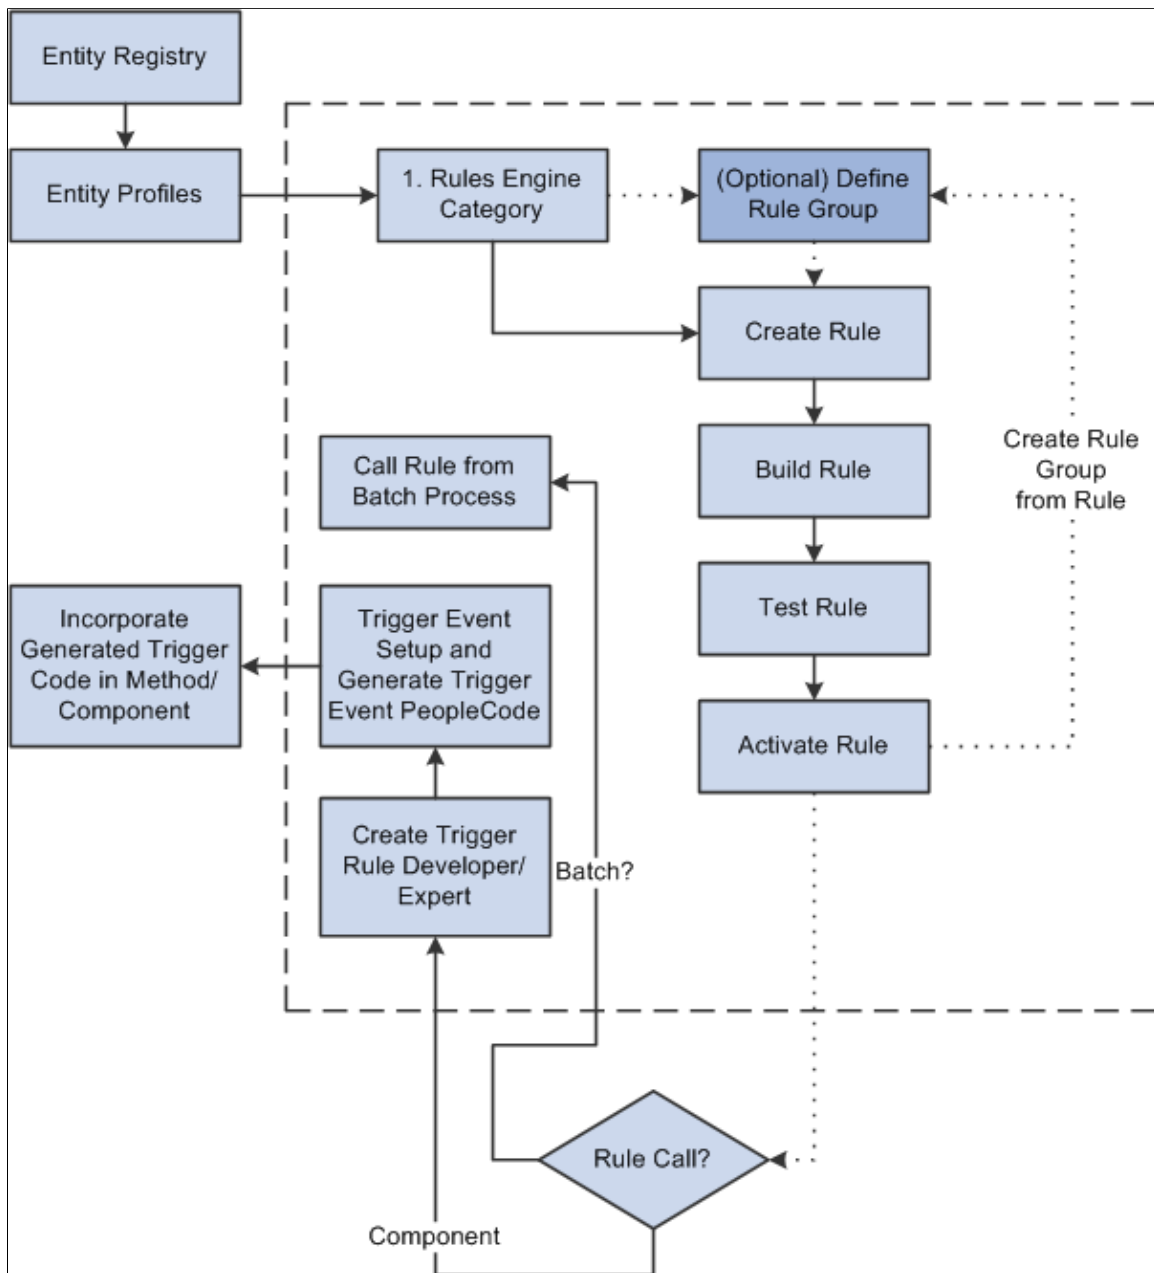 Entity Registry
Entity Profiles
1. Rules Engine
Category
(Optional) Define
Rule Group
Create Rule
Build Rule
Create Rule
Group
from Rule
Call Rule from
Batch Process
Test Rule
Incorporate
Generated Trigger
Code in Method/
Component
Trigger Event
Setup and
Generate Trigger
Event PeopleCode
Activate Rule
Create Trigger
Rule Developer/
Expert
Batch?
Rule Call?
Component